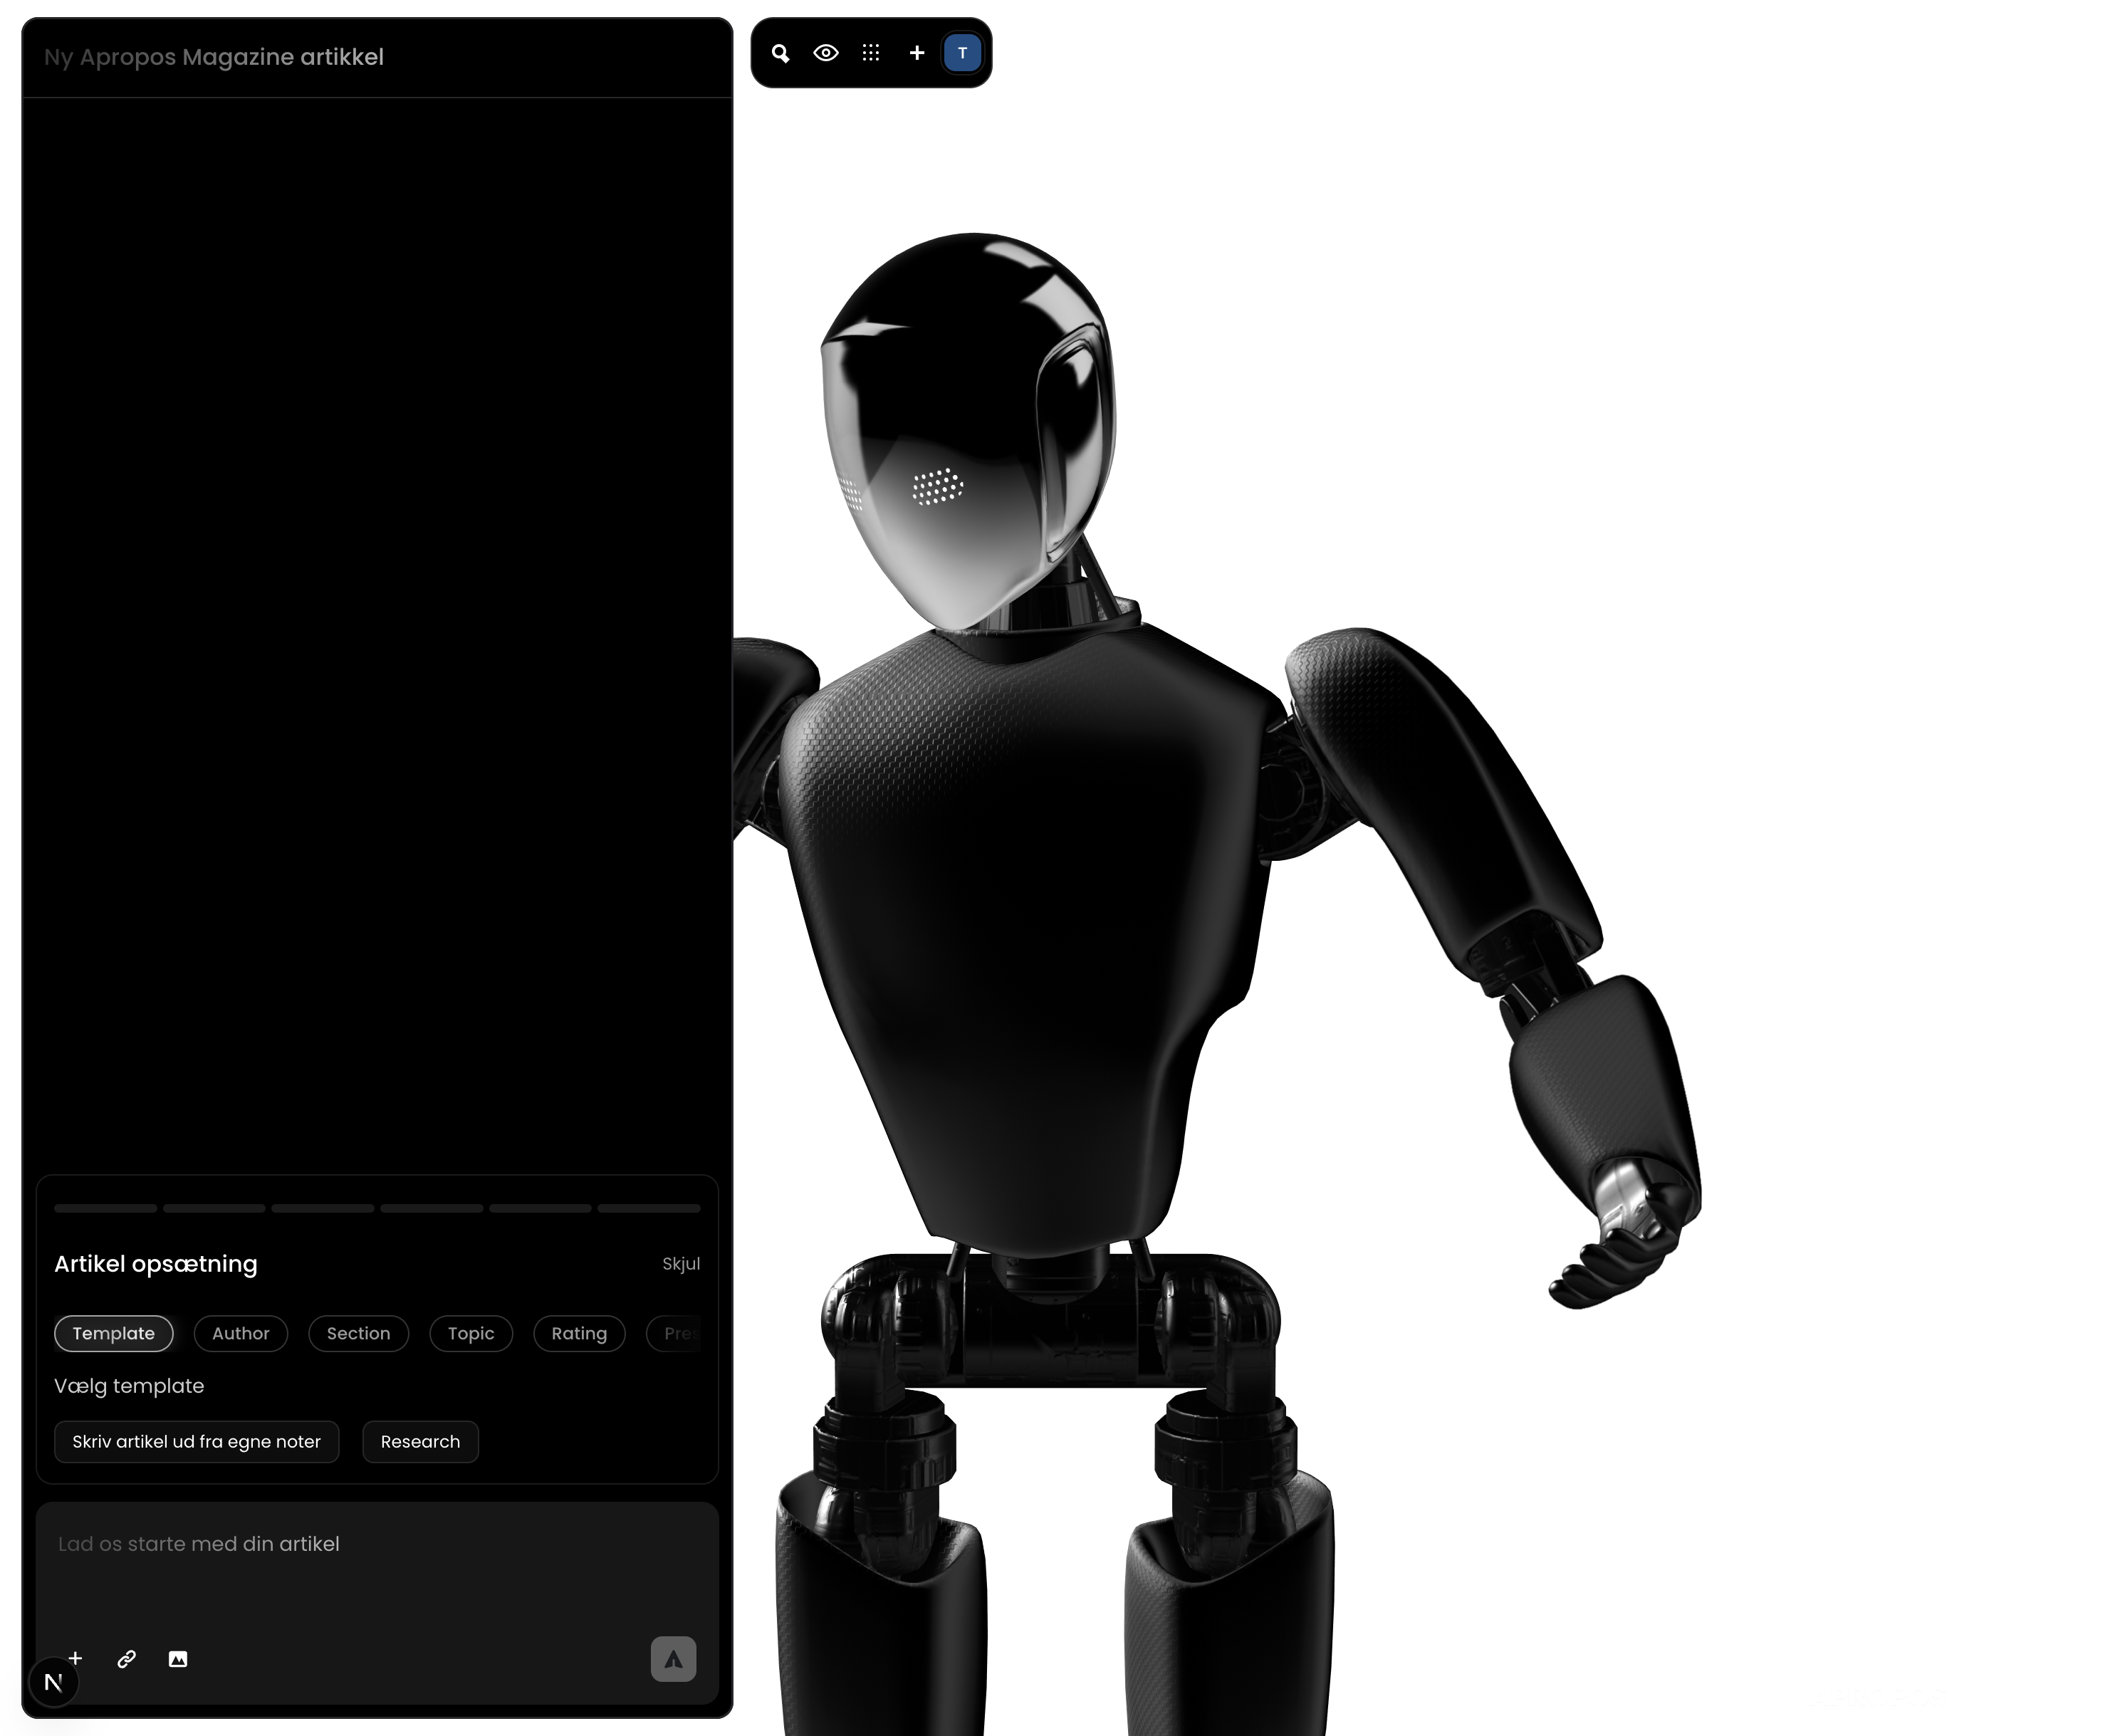 Ny Apropos Magazine artikkel
T
Artikel opsætning
Skjul
Template
Author
Section
Topic
Rating
Pres
Vælg template
Skriv artikel ud fra egne noter
Research
Lad os starte med din artikel
N